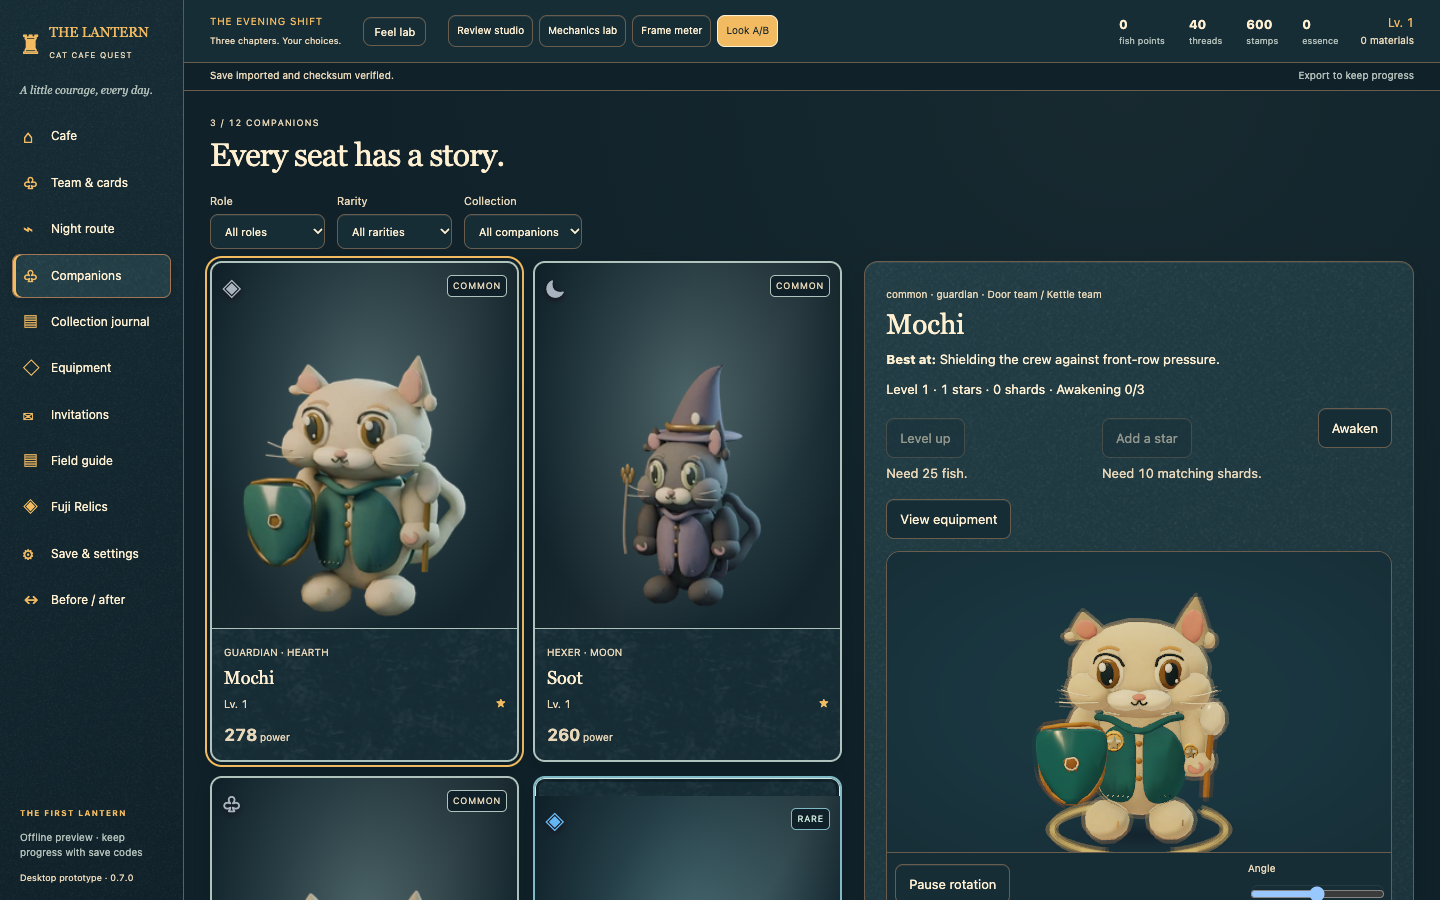 THE LANTERN
CAT CAFE QUEST
A little courage, every day.
Cafe
Team & cards
Night route
Companions
Collection journal
Equipment
Invitations
Field guide
Fuji Relics
Save & settings
Before / after
THE FIRST LANTERN
Offline preview · keep
progress with save codes
Desktop prototype · 0.7.0
THE EVENING SHIFT
Three chapters. Your choices.
Feel lab
Review studio
Mechanics lab
Frame meter
Look A/B
0
fish points
40
threads
600
stamps
0
essence
Lv. 1
0 materials
Save imported and checksum verified.
Export to keep progress
3 / 12 COMPANIONS
Every seat has a story.
Role
Rarity
Collection
All roles
All rarities
All companions
COMMON
GUARDIAN · HEARTH
Mochi
Lv. 1
278 power
COMMON
HEXER · MOON
Soot
Lv. 1
260 power
COMMON
RARE
common · guardian · Door team / Kettle team
Mochi
Best at: Shielding the crew against front-row pressure.
Level 1 · 1 stars · 0 shards · Awakening 0/3
Level up
Need 25 fish.
Add a star
Need 10 matching shards.
Awaken
View equipment
Pause rotation
Angle